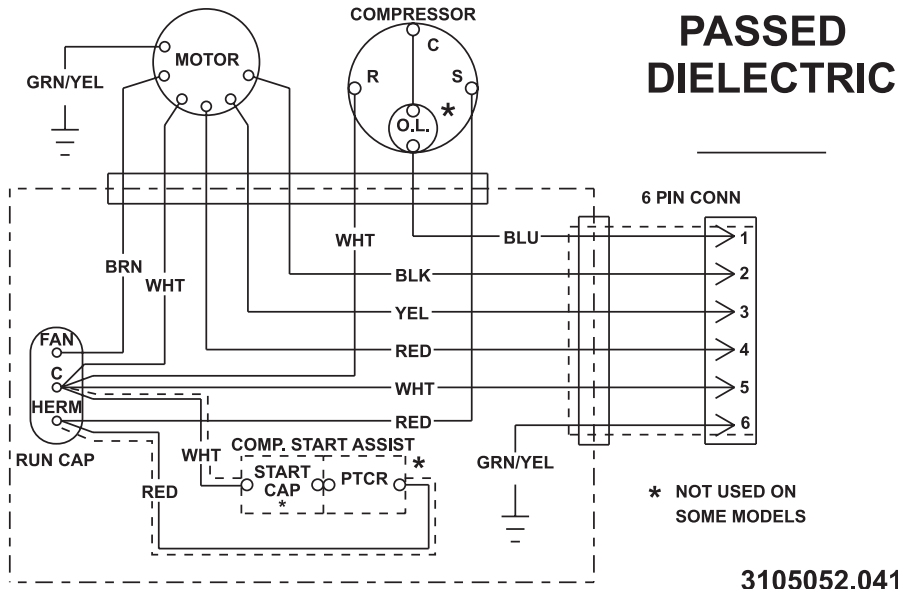 COMPRESSOR
PASSED
DIELECTRIC
MOTOR
GRN/YEL
C
R
S
O.L.
*
6 PIN CONN
WHT
BLU
1
BRN
WHT
BLK
2
YEL
3
FAN
RED
4
C
WHT
5
HERM
RED
6
RUN CAP
WHT
COMP. START ASSIST
*
GRN/YEL
START
CAP
*
PTCR
RED
* NOT USED ON
SOME MODELS
3105052.041